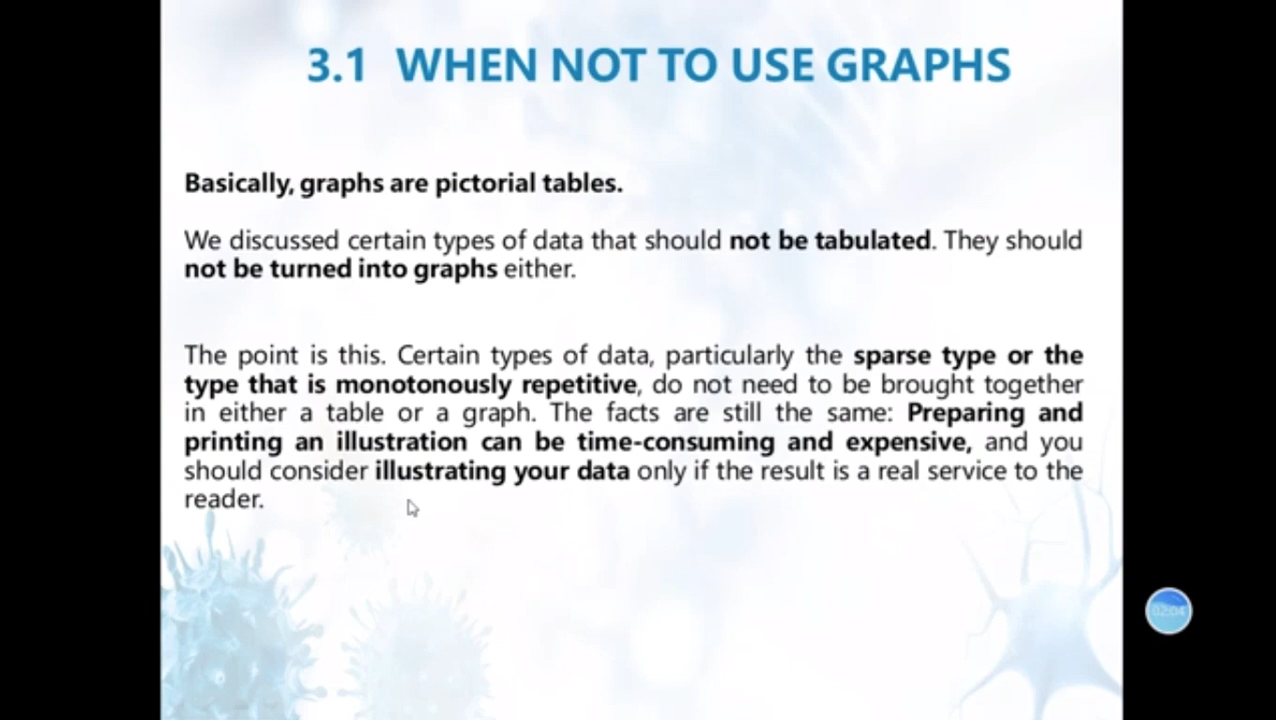 3.1 WHEN NOT TO USE GRAPHS
Basically, graphs are pictorial tables.
We discussed certain types of data that should not be tabulated. They should
not be turned into graphs either.
The point is this. Certain types of data, particularly the sparse type or the
type that is monotonously repetitive, do not need to be brought together
in either a table or a graph. The facts are still the same: Preparing and
printing an illustration can be time-consuming and expensive, and you
should consider illustrating your data only if the result is a real service to the
reader.
02:04